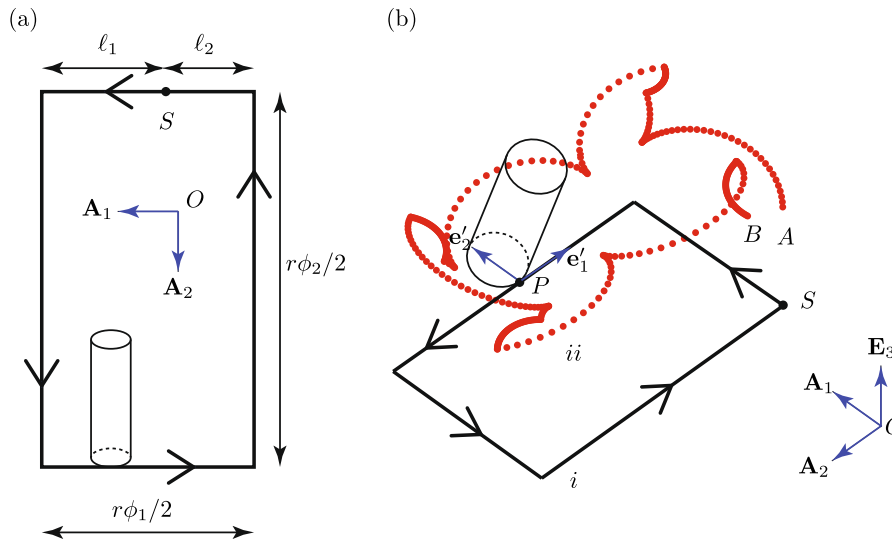 (a)
ℓ₁ ℓ₂
S
A₁ O
A₂
rϕ₂/2
rϕ₁/2
(b)
B A
e′₂ e′₁
P
S
ii
i
E₃
A₁
O
A₂